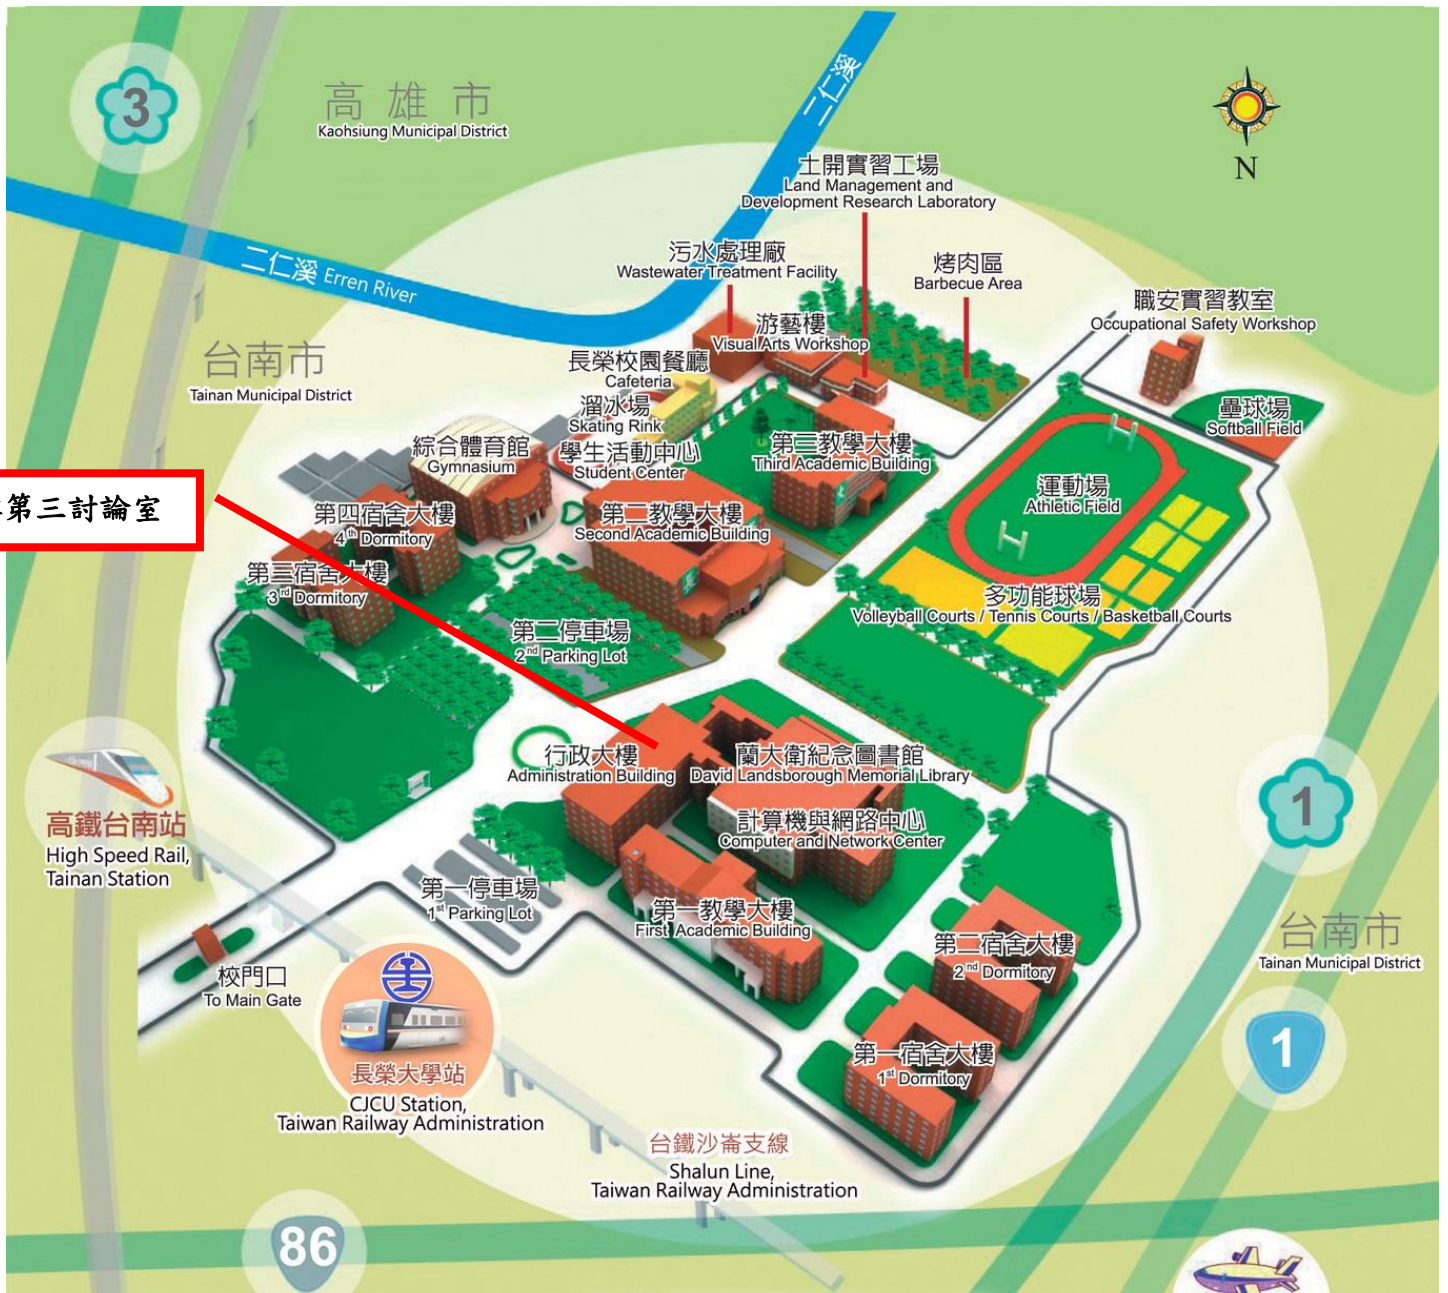 3
高雄市
Kaohsiung Municipal District
二仁溪
N
土開實習工場
Land Management and
Development Research Laboratory
污水處理廠
Wastewater Treatment Facility
烤肉區
Barbecue Area
二仁溪 Erren River
職安實習教室
Occupational Safety Workshop
游藝樓
Visual Arts Workshop
台南市
Tainan Municipal District
長榮校園餐廳
Cafeteria
溜冰場
Skating Rink
壘球場
Softball Field
綜合體育館
Gymnasium
學生活動中心
Student Center
第三教學大樓
Third Academic Building
運動場
Athletic Field
第三討論室
第四宿舍大樓
4th Dormitory
第二教學大樓
Second Academic Building
第三宿舍大樓
3rd Dormitory
多功能球場
Volleyball Courts / Tennis Courts / Basketball Courts
第二停車場
2nd Parking Lot
行政大樓
Administration Building
蘭大衛紀念圖書館
David Landsborough Memorial Library
計算機與網路中心
Computer and Network Center
高鐵台南站
High Speed Rail,
Tainan Station
1
第一停車場
1st Parking Lot
第一教學大樓
First Academic Building
第二宿舍大樓
2nd Dormitory
台南市
Tainan Municipal District
校門口
To Main Gate
長榮大學站
CJCU Station,
Taiwan Railway Administration
第一宿舍大樓
1st Dormitory
1
台鐵沙崙支線
Shalun Line,
Taiwan Railway Administration
86